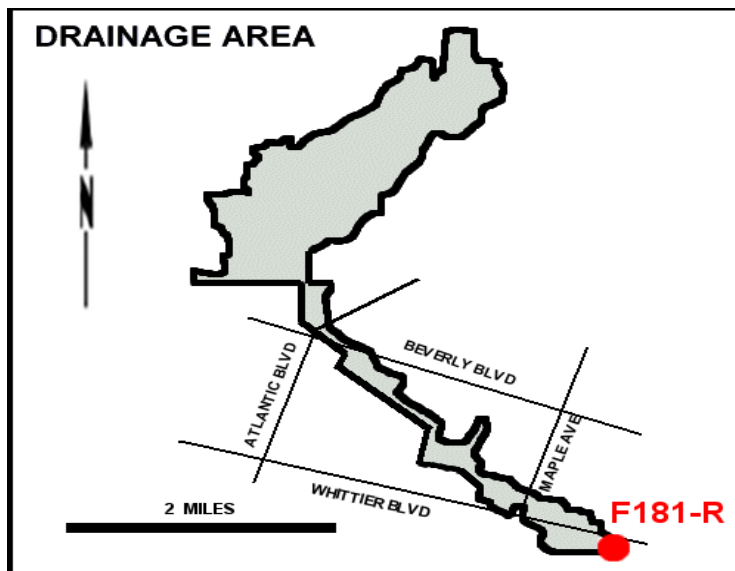 DRAINAGE AREA
N
BEVERLY BLVD
ATLANTIC BLVD
MAPLE AVE
WHITTIER BLVD
2 MILES
F181-R